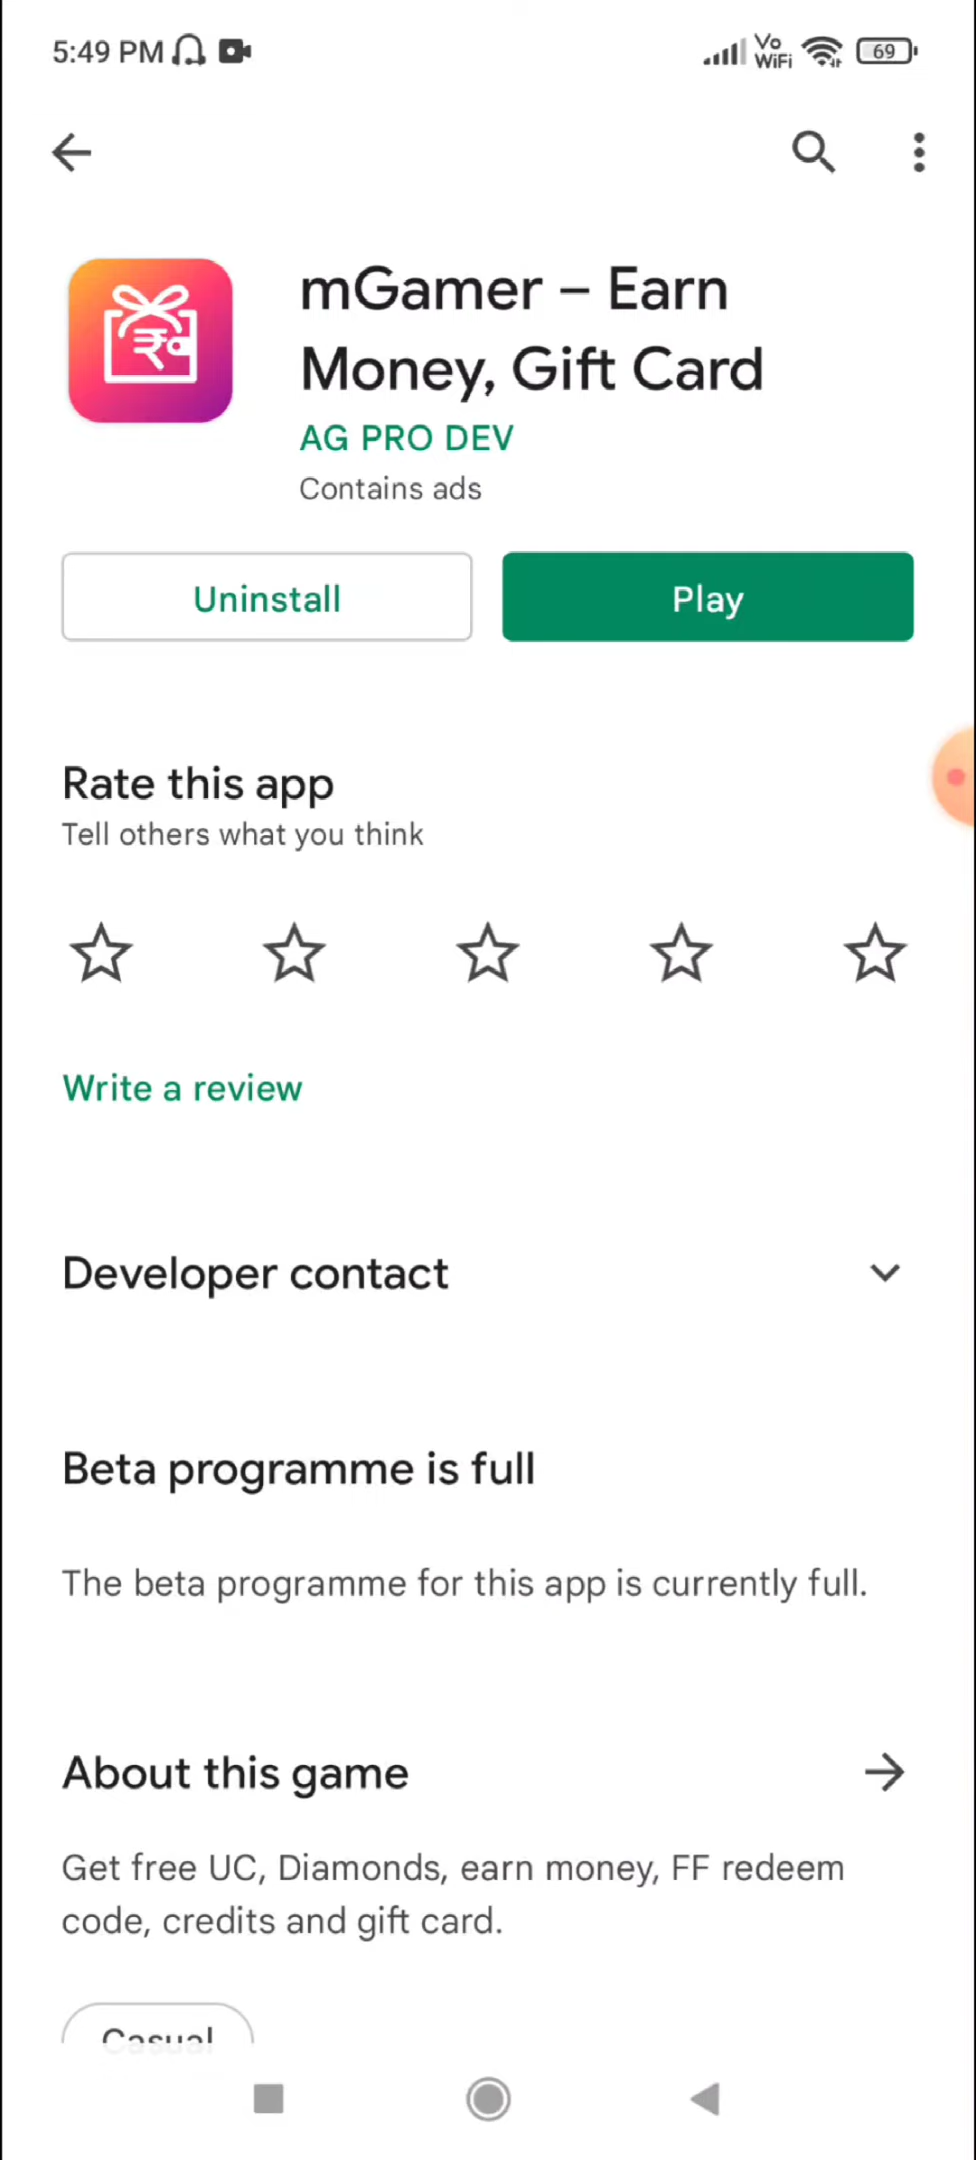 5:49 PM
Vo
WiFi
69
mGamer – Earn
Money, Gift Card
AG PRO DEV
Contains ads
Uninstall
Play
Rate this app
Tell others what you think
Write a review
Developer contact
Beta programme is full
The beta programme for this app is currently full.
About this game
Get free UC, Diamonds, earn money, FF redeem
code, credits and gift card.
Casual